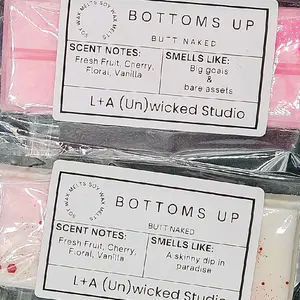 SOY WAX MELTS SOY WAX MELTS
BOTTOMS UP
BUTT NAKED
SCENT NOTES:
Fresh Fruit, Cherry,
Floral, Vanilla
SMELLS LIKE:
Big goals
&
bare assets
L+A (Un)wicked Studio
SOY WAX MELTS SOY WAX MELTS
BOTTOMS UP
BUTT NAKED
SCENT NOTES:
Fresh Fruit, Cherry,
Floral, Vanilla
SMELLS LIKE:
A skinny dip in
paradise
L+A (Un)wicked Studio